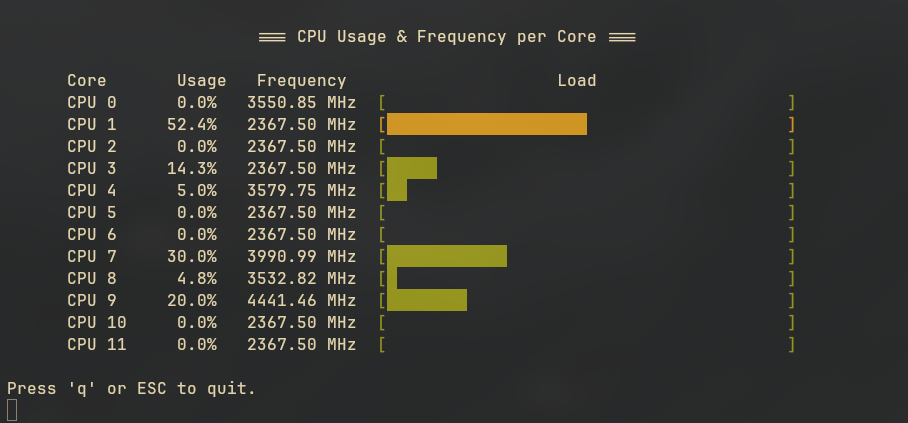 ═══ CPU Usage & Frequency per Core ═══
Core Usage Frequency Load
CPU 0 0.0% 3550.85 MHz [ ]
CPU 1 52.4% 2367.50 MHz [ ]
CPU 2 0.0% 2367.50 MHz [ ]
CPU 3 14.3% 2367.50 MHz [ ]
CPU 4 5.0% 3579.75 MHz [ ]
CPU 5 0.0% 2367.50 MHz [ ]
CPU 6 0.0% 2367.50 MHz [ ]
CPU 7 30.0% 3990.99 MHz [ ]
CPU 8 4.8% 3532.82 MHz [ ]
CPU 9 20.0% 4441.46 MHz [ ]
CPU 10 0.0% 2367.50 MHz [ ]
CPU 11 0.0% 2367.50 MHz [ ]
Press 'q' or ESC to quit.